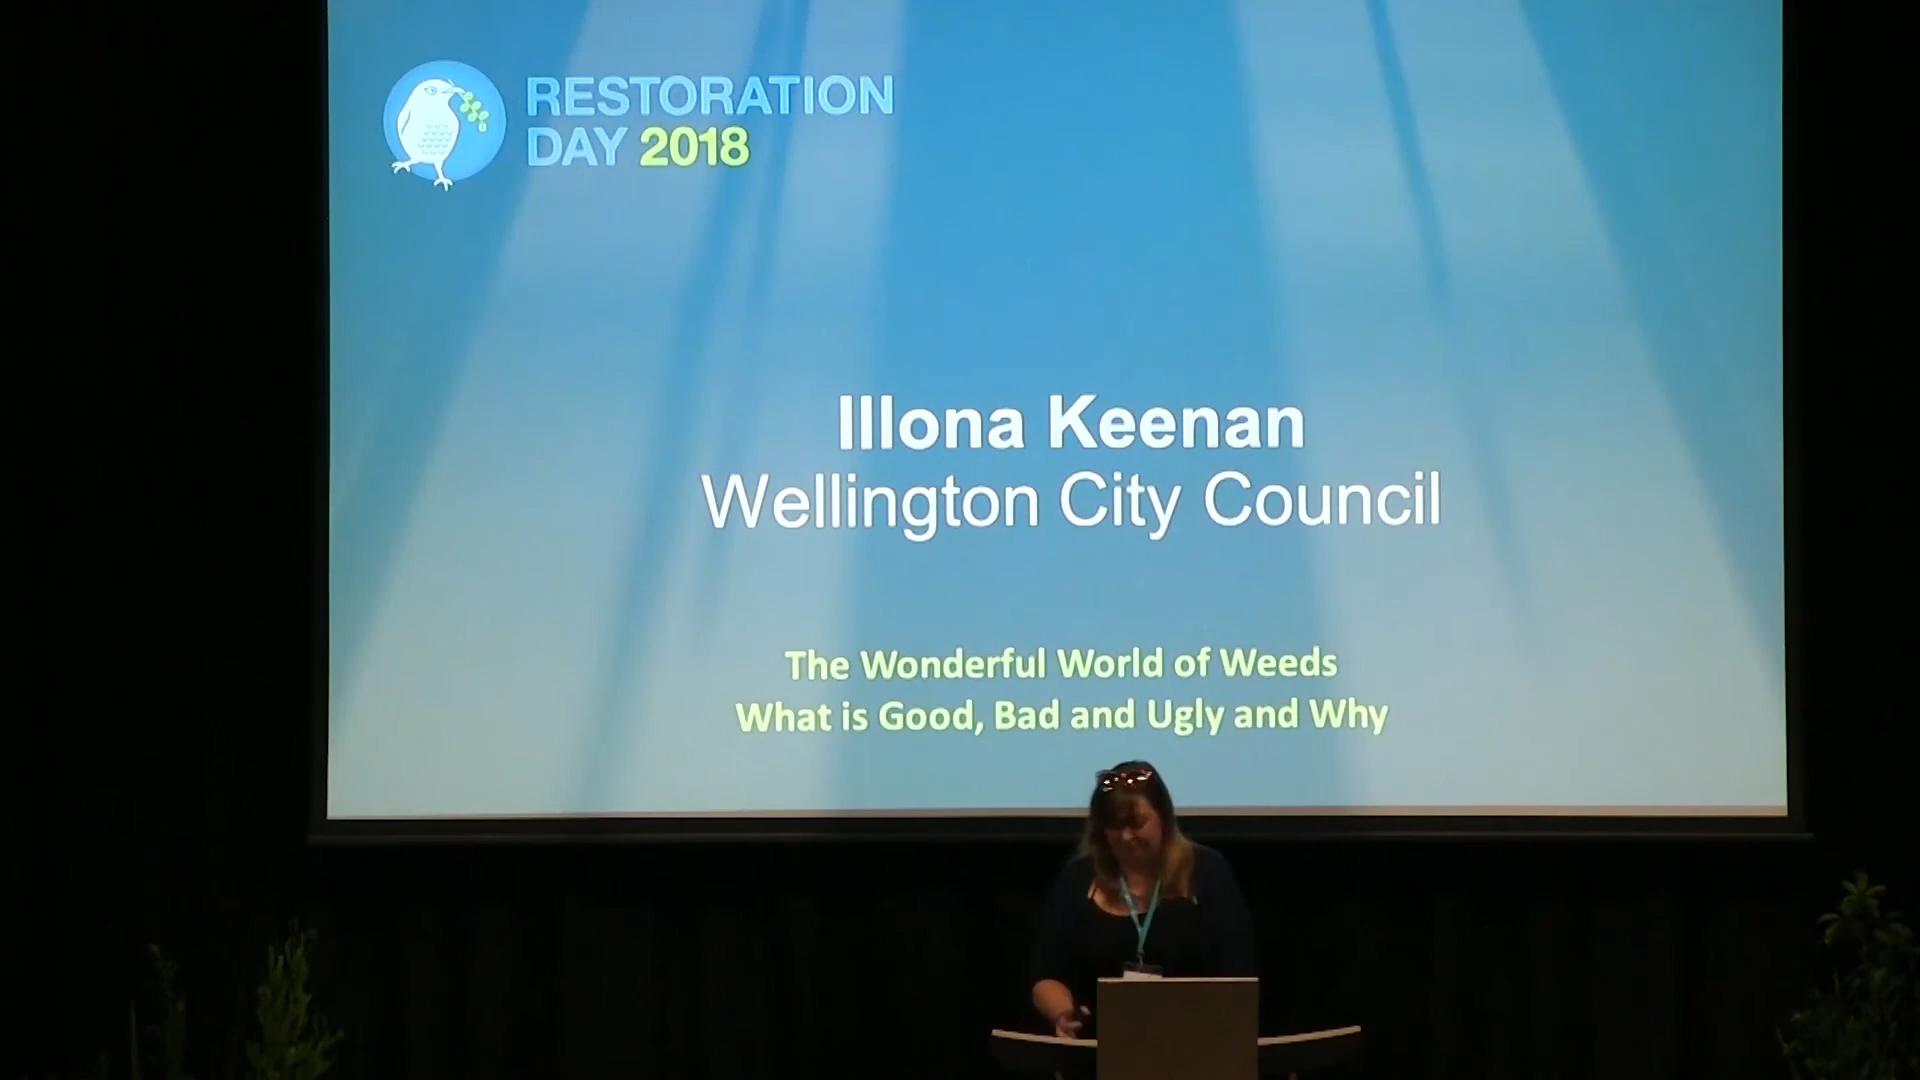 RESTORATION
DAY 2018
Illona Keenan
Wellington City Council
The Wonderful World of Weeds
What is Good, Bad and Ugly and Why